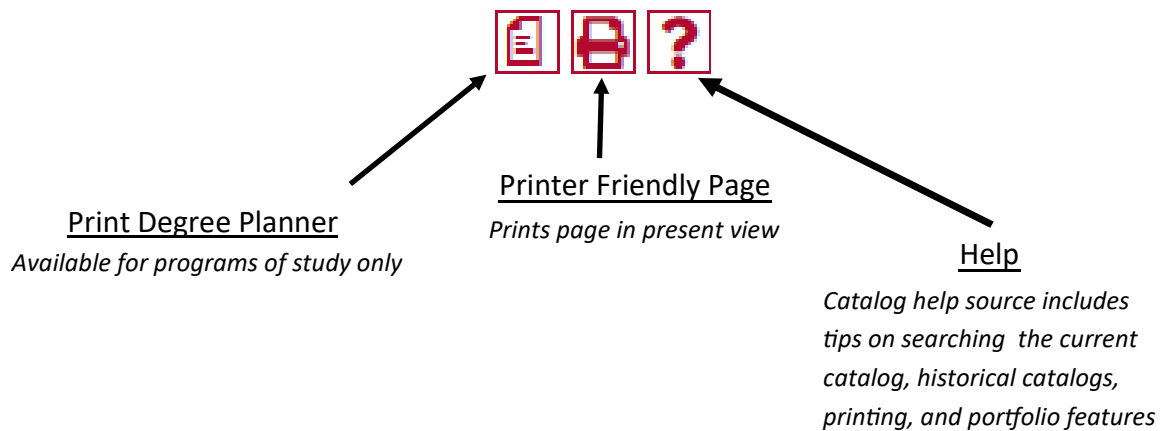 ?
Print Degree Planner
Available for programs of study only
Printer Friendly Page
Prints page in present view
Help
Catalog help source includes
tips on searching  the current
catalog, historical catalogs,
printing, and portfolio features